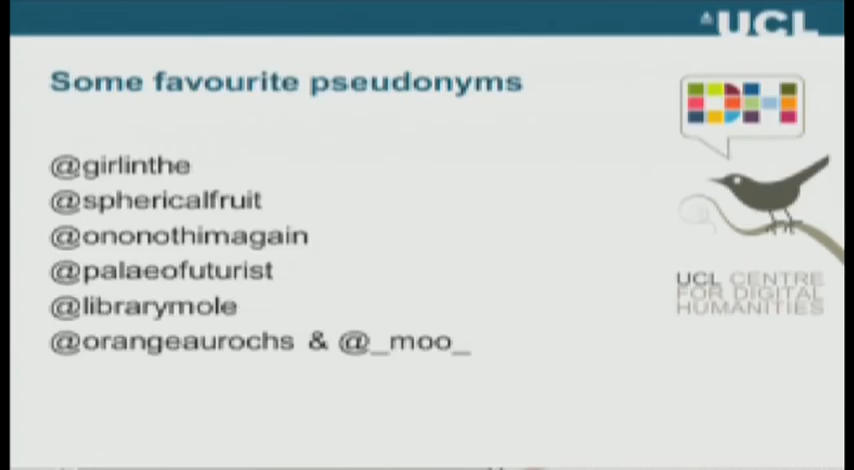 UCL
Some favourite pseudonyms
DH
@girlinthe
@sphericalfruit
@ononothimagain
@palaeofuturist
@librarymole
@orangeaurochs & @_moo_
UCL CENTRE
FOR DIGITAL
HUMANITIES